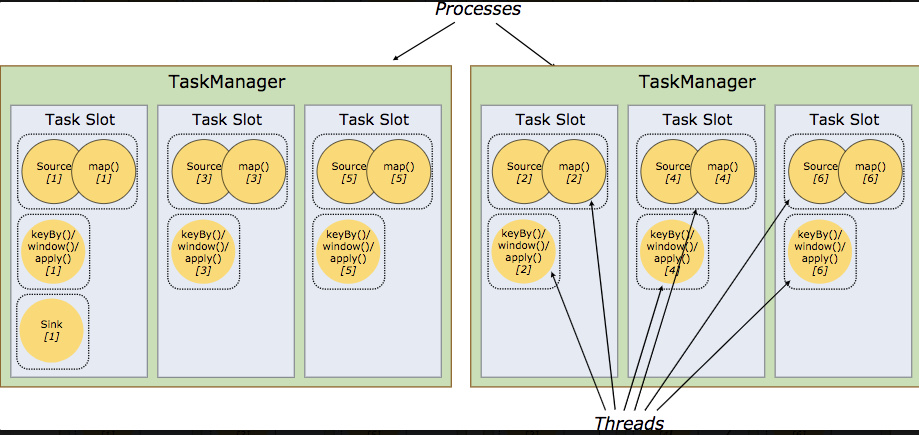 Processes
TaskManager
Task Slot
Source
[1]
map()
[1]
keyBy()/
window()/
apply()
[1]
Sink
[1]
Task Slot
Source
[3]
map()
[3]
keyBy()/
window()/
apply()
[3]
Task Slot
Source
[5]
map()
[5]
keyBy()/
window()/
apply()
[5]
TaskManager
Task Slot
Source
[2]
map()
[2]
keyBy()/
window()/
apply()
[2]
Task Slot
Source
[4]
map()
[4]
keyBy()/
window()/
apply()
[4]
Task Slot
Source
[6]
map()
[6]
keyBy()/
window()/
apply()
[6]
Threads